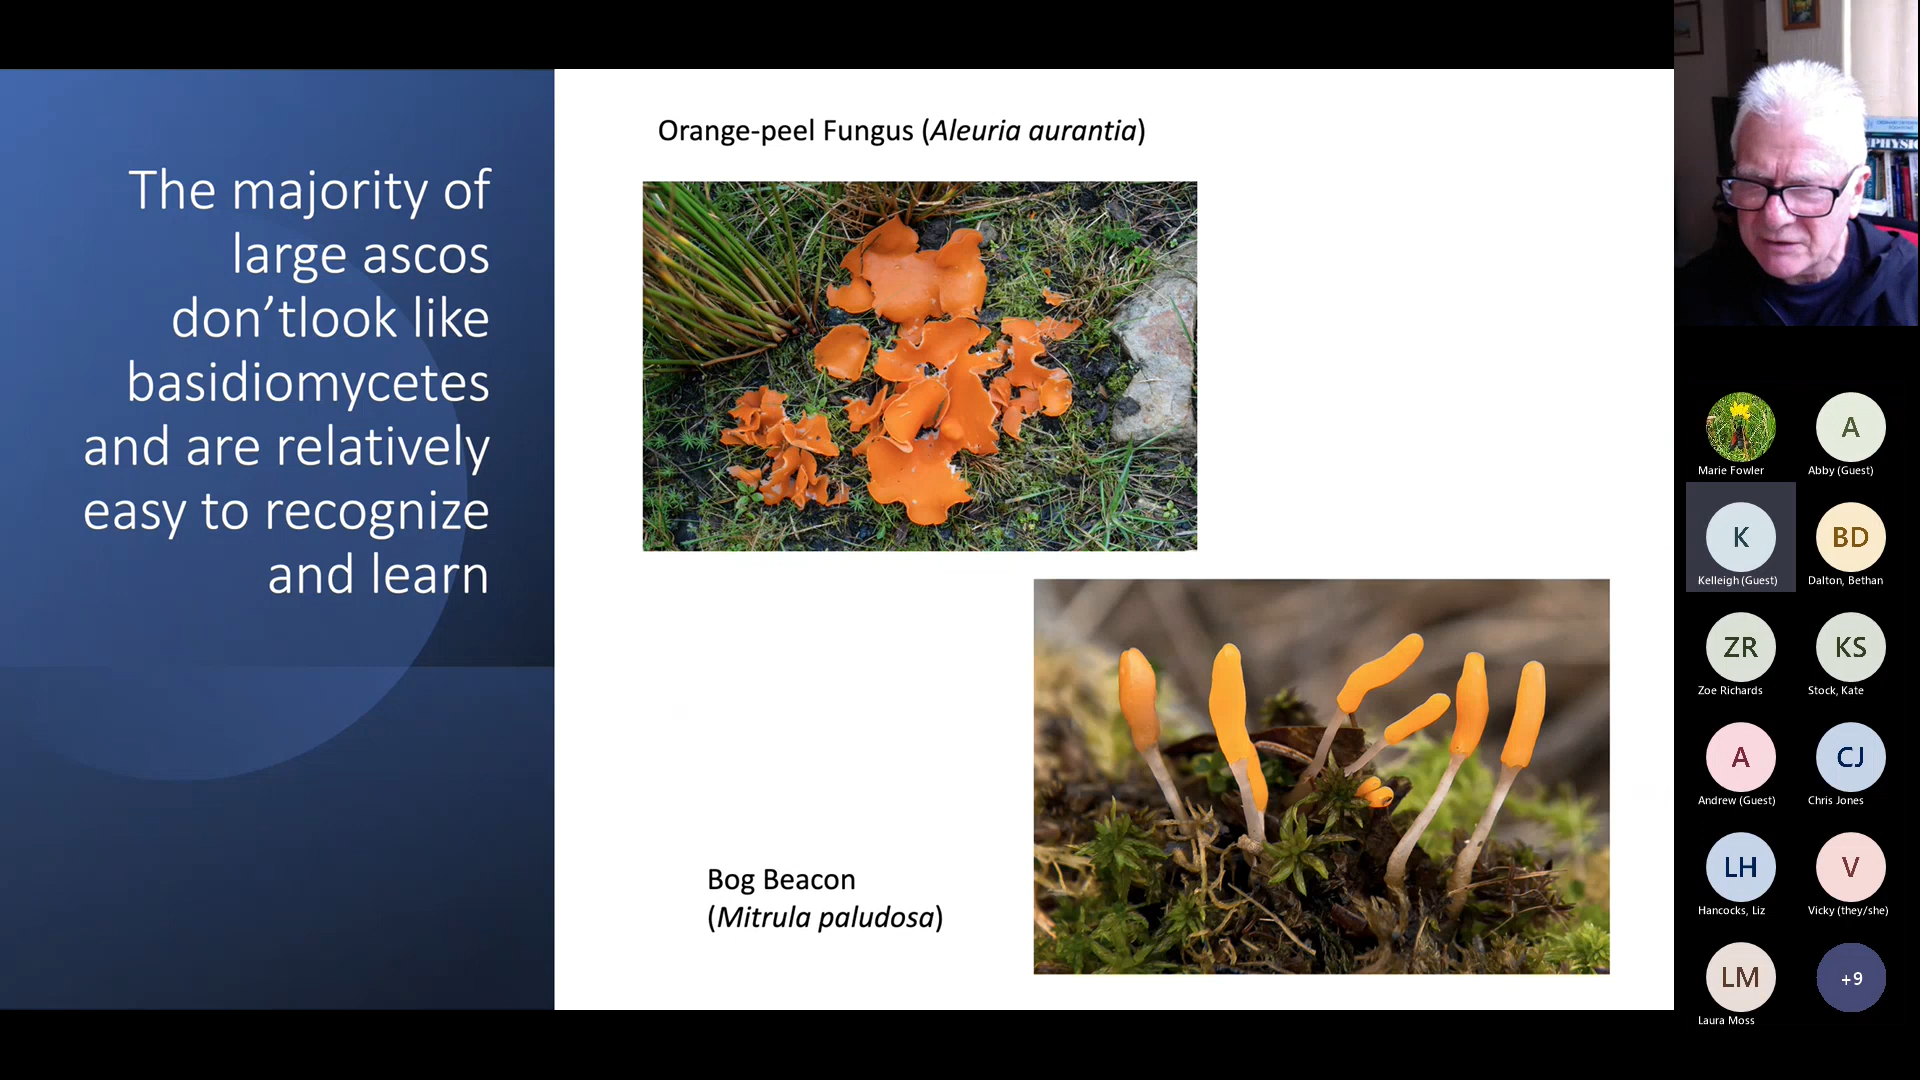 The majority of
large ascos
don’tlook like
basidiomycetes
and are relatively
easy to recognize
and learn
Orange-peel Fungus (Aleuria aurantia)
Bog Beacon
(Mitrula paludosa)
PHYSIC
Marie Fowler
A
Abby (Guest)
K
Kelleigh (Guest)
BD
Dalton, Bethan
ZR
Zoe Richards
KS
Stock, Kate
A
Andrew (Guest)
CJ
Chris Jones
LH
Hancocks, Liz
V
Vicky (they/she)
LM
Laura Moss
+9